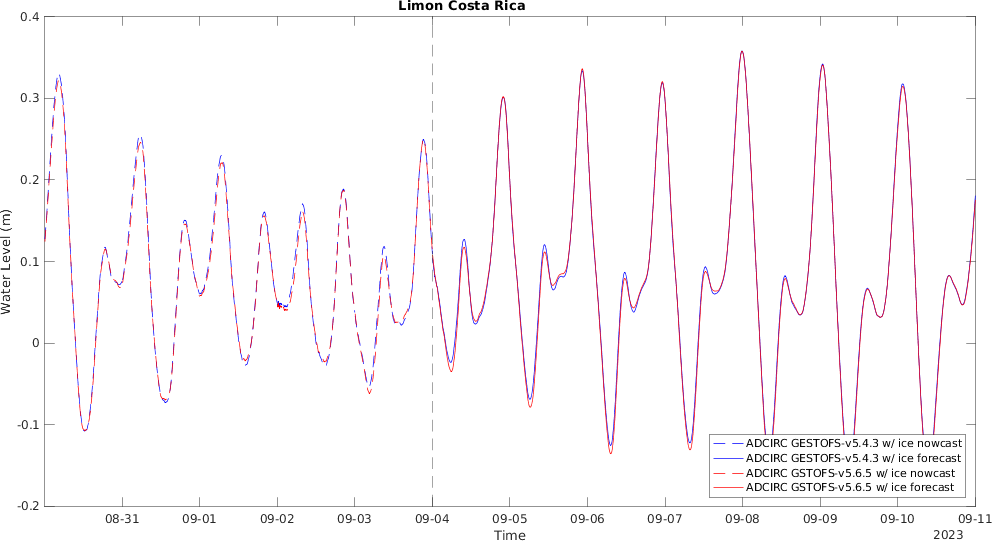 Limon Costa Rica
0.4
0.3
0.2
0.1
0
-0.1
-0.2
Water Level (m)
08-31
09-01
09-02
09-03
09-04
09-05
09-06
09-07
09-08
09-09
09-10
09-11
Time
2023
ADCIRC GESTOFS-v5.4.3 w/ ice nowcast
ADCIRC GESTOFS-v5.4.3 w/ ice forecast
ADCIRC GSTOFS-v5.6.5 w/ ice nowcast
ADCIRC GSTOFS-v5.6.5 w/ ice forecast